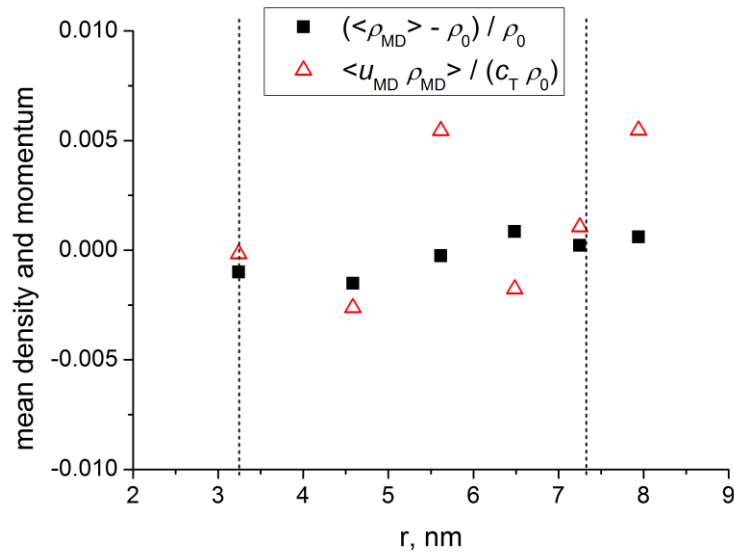 (<ρMD> - ρ0) / ρ0
<uMD ρMD> / (cT ρ0)
mean density and momentum
0.010
0.005
0.000
-0.005
-0.010
2 3 4 5 6 7 8 9
r, nm